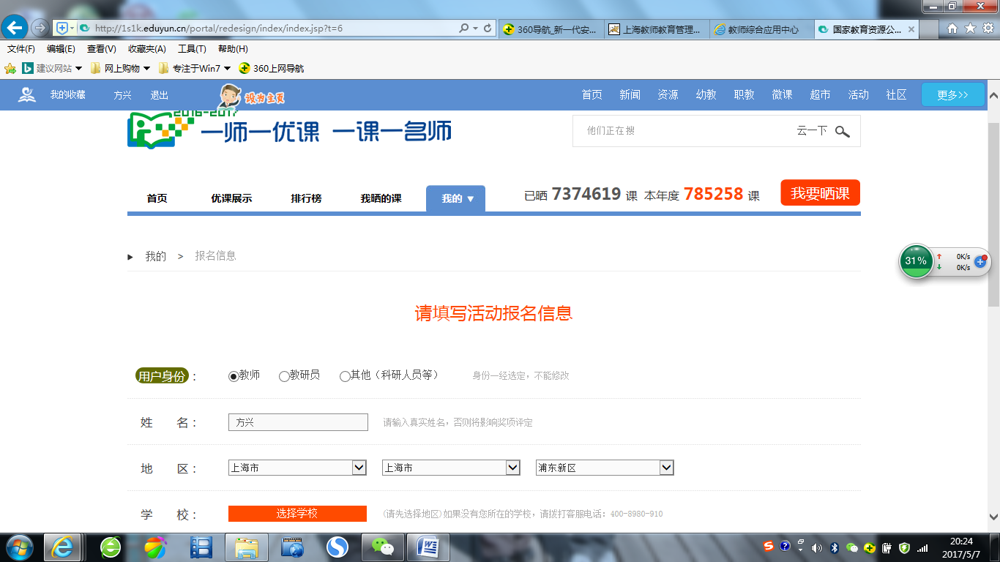 http://1s1k.eduyun.cn/portal/redesign/index/index.jsp?t=6
360导航_新一代安...
上海教师教育管理...
教师综合应用中心
国家教育资源公...
文件(F) 编辑(E) 查看(V) 收藏夹(A) 工具(T) 帮助(H)
建议网站 网上购物 专注于Win7 360上网导航
我的收藏 方兴 退出 设为主页 首页 新闻 资源 幼教 职教 微课 超市 活动 社区 更多>>
2016-2017
一师一优课 一课一名师
他们正在搜 云一下
首页 优课展示 排行榜 我晒的课 我的 ▼ 已晒 7374619 课 本年度 785258 课 我要晒课
我的 > 报名信息
31% 0K/s
0K/s
请填写活动报名信息
用户身份 : 教师 教研员 其他（科研人员等） 身份一经选定，不能修改
姓 名 : 方兴 请输入真实姓名，否则将影响奖项评定
地 区 : 上海市 上海市 浦东新区
学 校 : 选择学校 (请先选择地区)如果没有您所在的学校，请拨打客服电话: 400-8980-910
20:24
2017/5/7